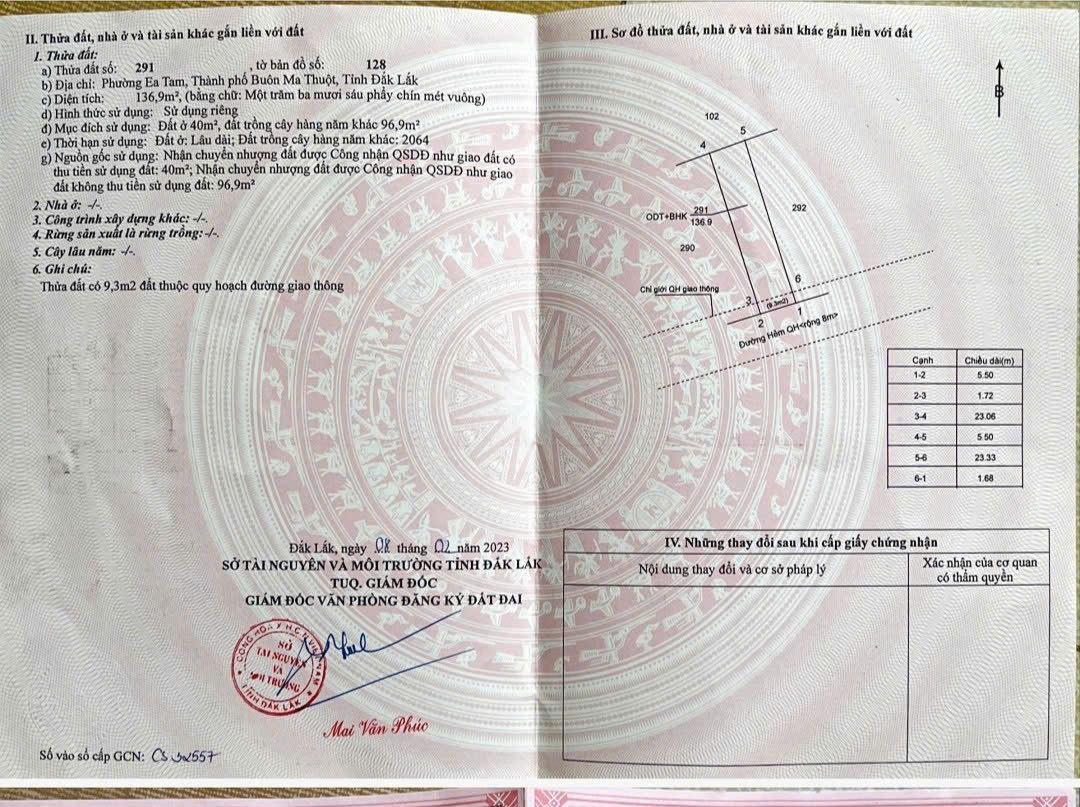 II. Thửa đất, nhà ở và tài sản khác gắn liền với đất
1. Thửa đất:
a) Thửa đất số: 291 , tờ bản đồ số: 128
b) Địa chỉ: Phường Ea Tam, Thành phố Buôn Ma Thuột, Tỉnh Đắk Lắk
c) Diện tích: 136,9m², (bằng chữ: Một trăm ba mươi sáu phẩy chín mét vuông)
d) Hình thức sử dụng: Sử dụng riêng
đ) Mục đích sử dụng: Đất ở 40m², đất trồng cây hàng năm khác 96,9m²
e) Thời hạn sử dụng: Đất ở: Lâu dài; Đất trồng cây hàng năm khác: 2064
g) Nguồn gốc sử dụng: Nhận chuyển nhượng đất được Công nhận QSDĐ như giao đất có
thu tiền sử dụng đất: 40m²; Nhận chuyển nhượng đất được Công nhận QSDĐ như giao
đất không thu tiền sử dụng đất: 96,9m²
2. Nhà ở: -/-.
3. Công trình xây dựng khác: -/-.
4. Rừng sản xuất là rừng trồng: -/-.
5. Cây lâu năm: -/-.
6. Ghi chú:
Thửa đất có 9,3m2 đất thuộc quy hoạch đường giao thông
Đắk Lắk, ngày 08 tháng 02 năm 2023
SỞ TÀI NGUYÊN VÀ MÔI TRƯỜNG TỈNH ĐẮK LẮK
TUQ. GIÁM ĐỐC
GIÁM ĐỐC VĂN PHÒNG ĐĂNG KÝ ĐẤT ĐAI
SỞ
TÀI NGUYÊN
VÀ
MÔI TRƯỜNG
TỈNH ĐẮK LẮK
Mai Văn Phúc
Số vào sổ cấp GCN: CS
III. Sơ đồ thửa đất, nhà ở và tài sản khác gắn liền với đất
B
102
5
4
292
ODT+BHK 291
136.9
290
6
Chỉ giới QH giao thông
3
(9.3m2)
1
2
Đường Hẻm QH<rộng 8m>
Cạnh Chiều dài(m)
1-2 5.50
2-3 1.72
3-4 23.06
4-5 5.50
5-6 23.33
6-1 1.68
IV. Những thay đổi sau khi cấp giấy chứng nhận
Nội dung thay đổi và cơ sở pháp lý
Xác nhận của cơ quan
có thẩm quyền